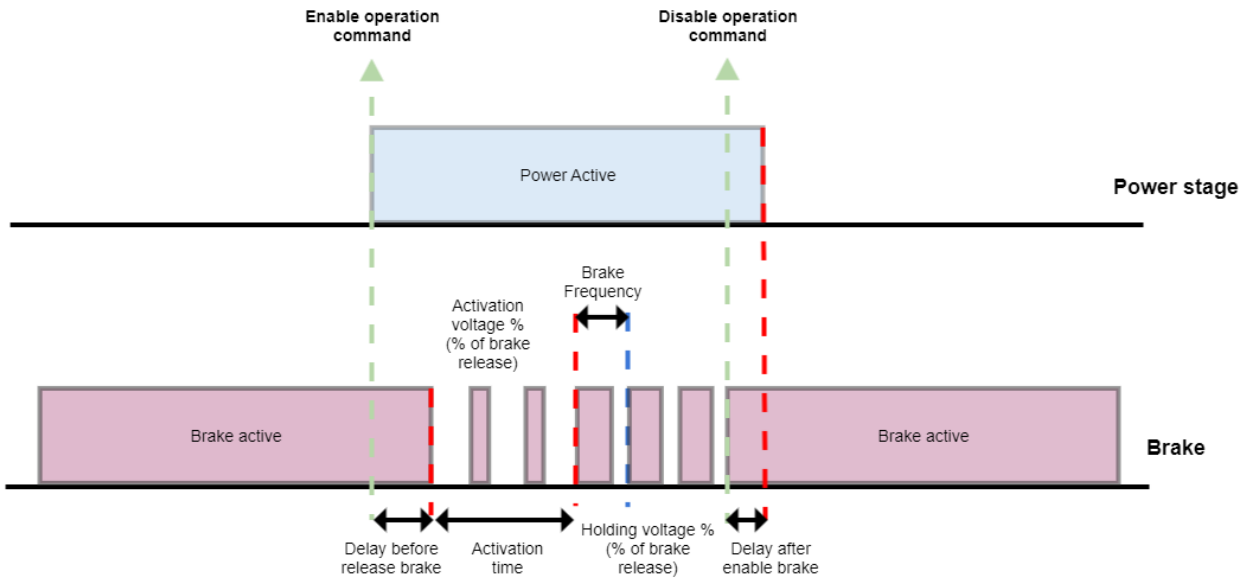 Enable operation
command
Disable operation
command
Power Active
Power stage
Brake
Frequency
Activation
voltage %
(% of brake
release)
Brake active
Brake active
Brake
Delay before
release brake
Activation
time
Holding voltage %
(% of brake
release)
Delay after
enable brake